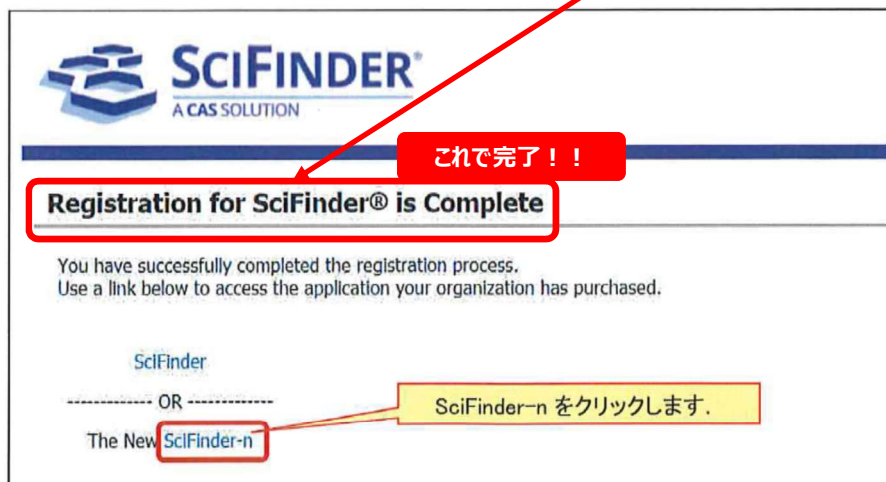 SCIFINDER®
A CAS SOLUTION
これで完了！！
Registration for SciFinder® is Complete
You have successfully completed the registration process.
Use a link below to access the application your organization has purchased.
SciFinder
------------ OR ------------
SciFinder-n をクリックします.
The New SciFinder-n